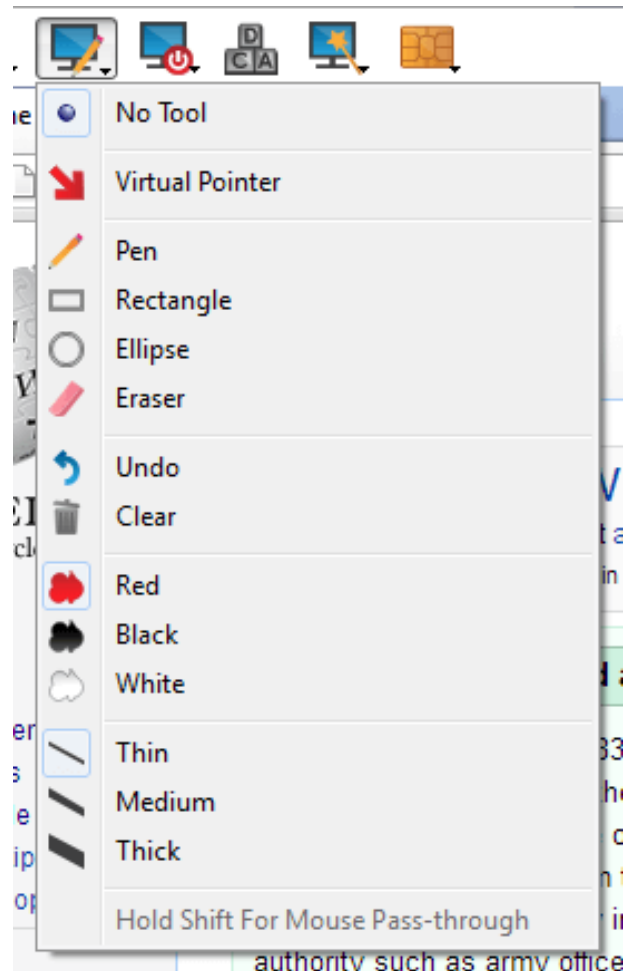 D
C A
ne
No Tool
Virtual Pointer
Pen
Rectangle
Ellipse
Eraser
Undo
Clear
Red
Black
White
Thin
Medium
Thick
Hold Shift For Mouse Pass-through
authority such as army office